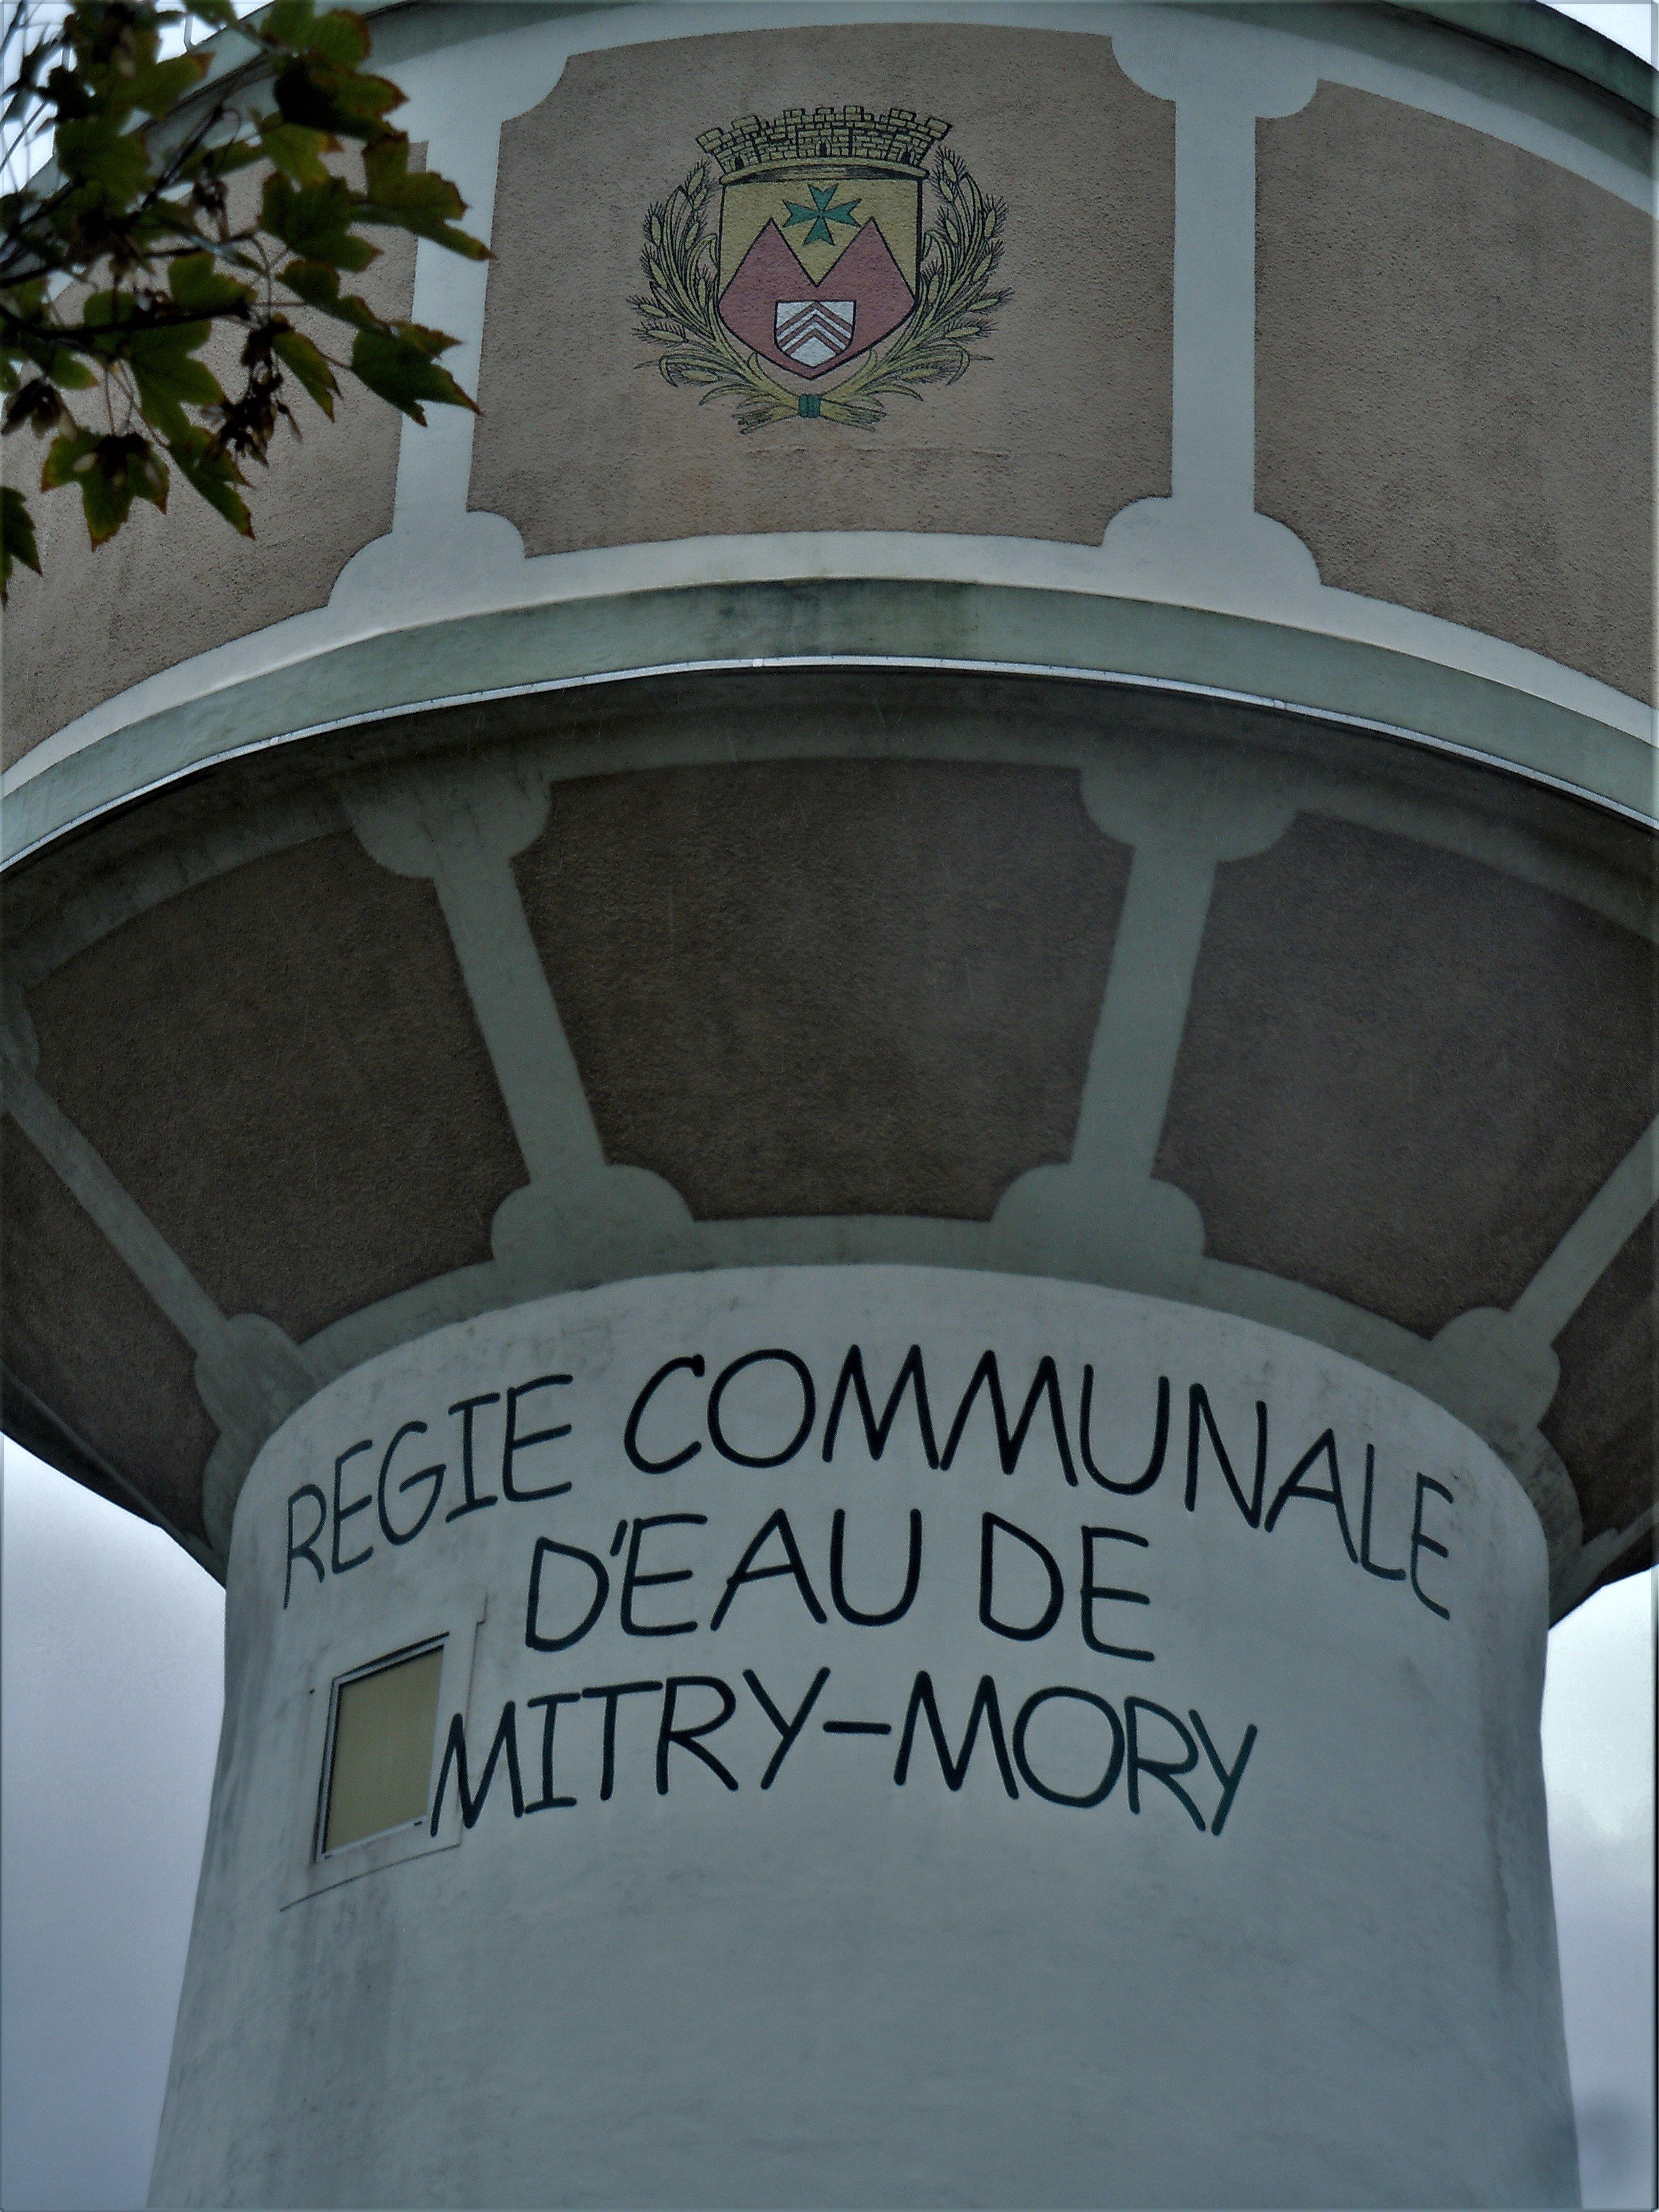 REGIE COMMUNALE
D'EAU DE
MITRY-MORY